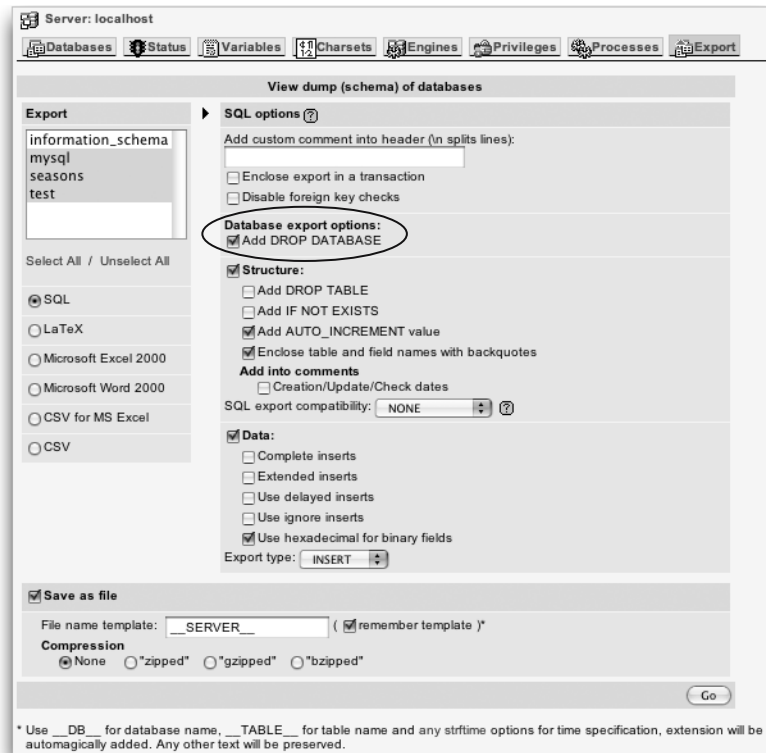 Server: localhost
Databases Status Variables Charsets Engines Privileges Processes Export
View dump (schema) of databases
Export
information_schema
mysql
seasons
test
Select All / Unselect All
SQL
LaTeX
Microsoft Excel 2000
Microsoft Word 2000
CSV for MS Excel
CSV
SQL options ?
Add custom comment into header (\n splits lines):
Enclose export in a transaction
Disable foreign key checks
Database export options:
Add DROP DATABASE
Structure:
Add DROP TABLE
Add IF NOT EXISTS
Add AUTO_INCREMENT value
Enclose table and field names with backquotes
Add into comments
Creation/Update/Check dates
SQL export compatibility: NONE ?
Data:
Complete inserts
Extended inserts
Use delayed inserts
Use ignore inserts
Use hexadecimal for binary fields
Export type: INSERT
Save as file
File name template: __SERVER__ ( remember template )*
Compression
None "zipped" "gzipped" "bzipped"
Go
* Use __DB__ for database name, __TABLE__ for table name and any strftime options for time specification, extension will be
automagically added. Any other text will be preserved.